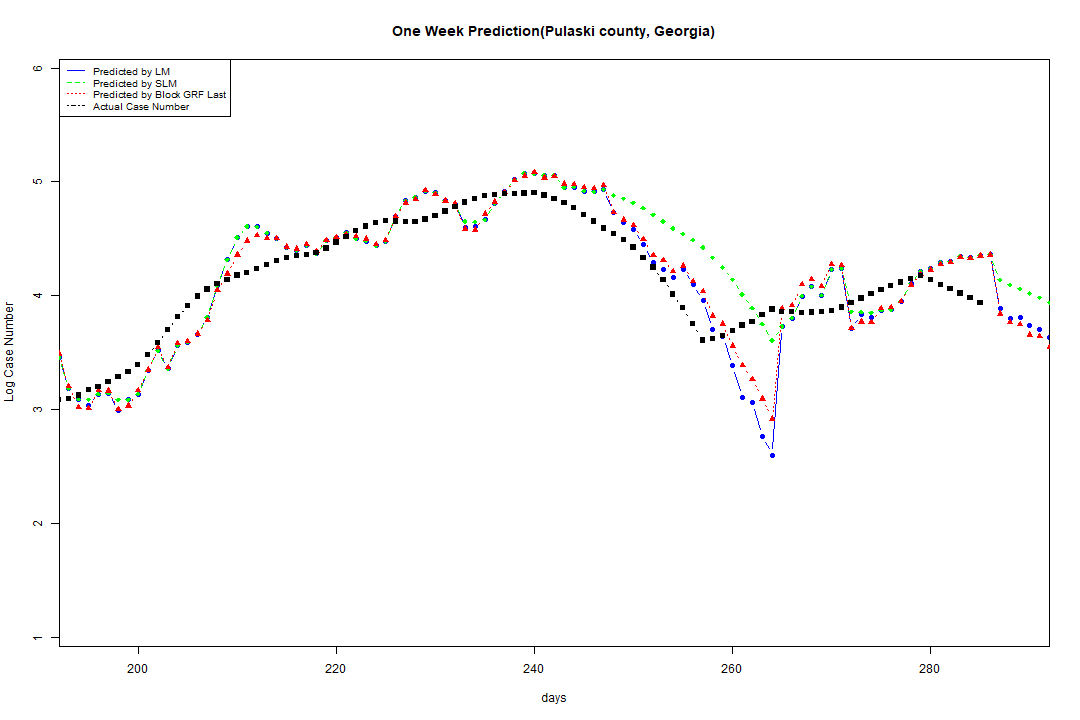 One Week Prediction(Pulaski county, Georgia)
Predicted by LM
Predicted by SLM
Predicted by Block GRF Last
Actual Case Number
6
5
4
3
2
1
Log Case Number
200 220 240 260 280
days